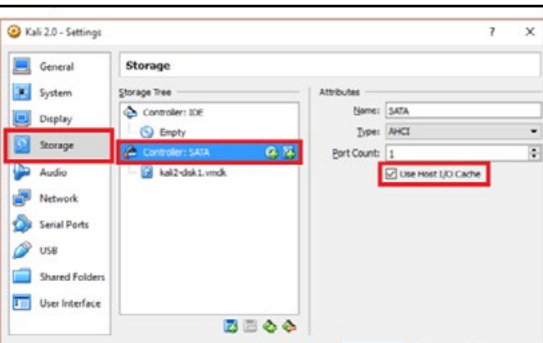 Kali 2.0 - Settings
? X
General
System
Display
Storage
Audio
Network
Serial Ports
USB
Shared Folders
User Interface
Storage
Storage Tree
Controller: IDE
Empty
Controller: SATA
kali2-dsk1.vmdk
Attributes
Name: SATA
Type: AHCI
Port Count: 1
Use Host I/O Cache